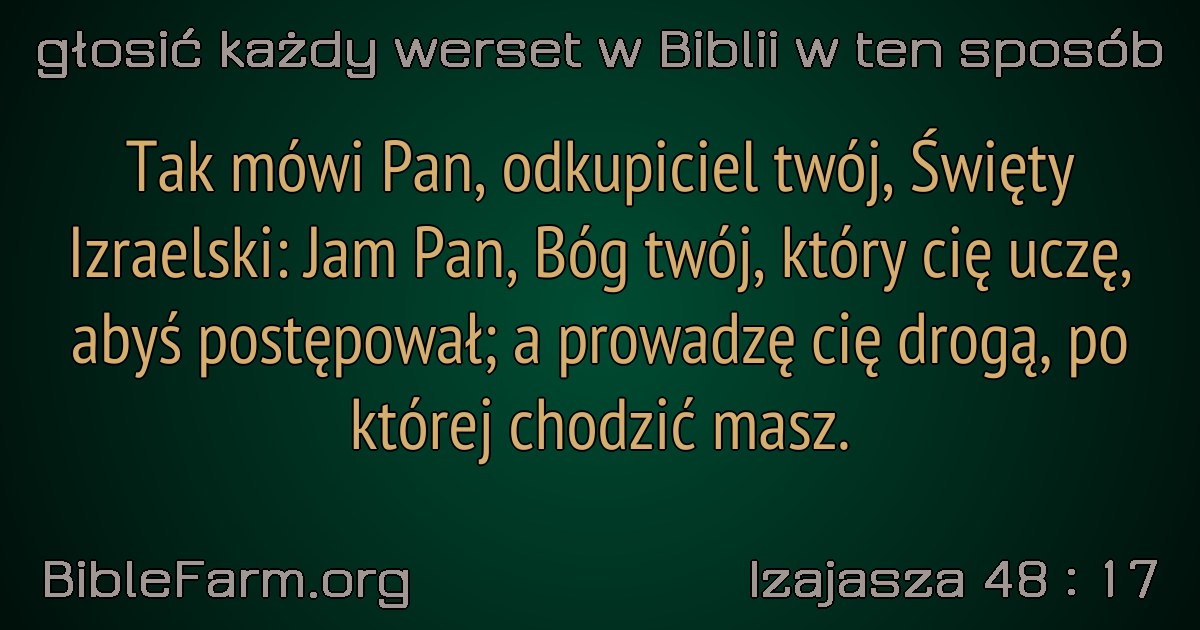 głosić każdy werset w Biblii w ten sposób
Tak mówi Pan, odkupiciel twój, Święty
Izraelski: Jam Pan, Bóg twój, który cię uczę,
abyś postępował; a prowadzę cię drogą, po
której chodzić masz.
BibleFarm.org
Izajasza 48 : 17